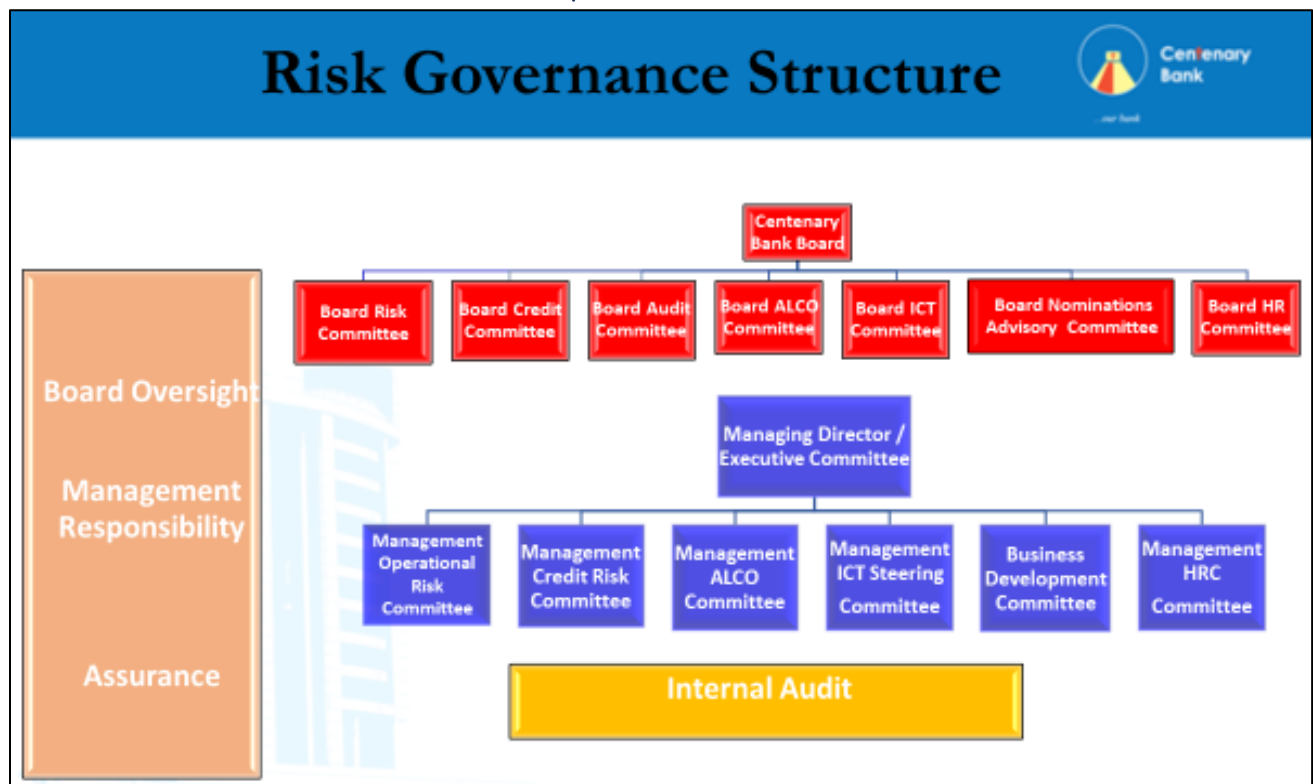 Risk Governance Structure
Centenary
Bank
...our bank
Centenary
Bank Board
Board Risk
Committee
Board Credit
Committee
Board Audit
Committee
Board ALCO
Committee
Board ICT
Committee
Board Nominations
Advisory Committee
Board HR
Committee
Board Oversight
Managing Director /
Executive Committee
Management
Responsibility
Management
Operational
Risk
Committee
Management
Credit Risk
Committee
Management
ALCO
Committee
Management
ICT Steering
Committee
Business
Development
Committee
Management
HRC
Committee
Assurance
Internal Audit